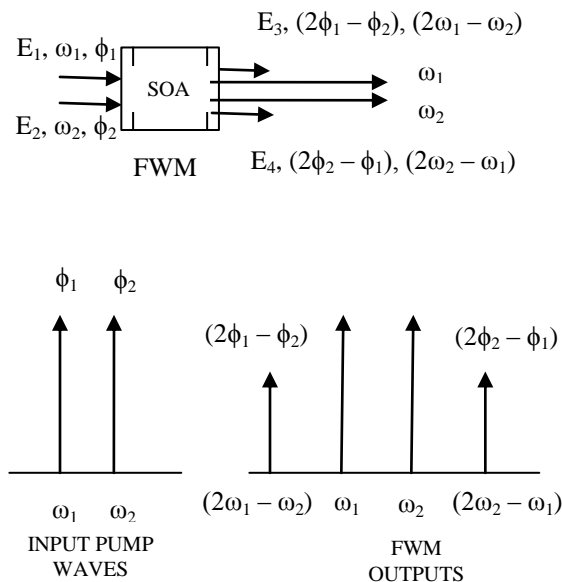 E₃, (2ϕ₁ – ϕ₂), (2ω₁ – ω₂)
E₁, ω₁, ϕ₁
ω₁
SOA
E₂, ω₂, ϕ₂
ω₂
FWM
E₄, (2ϕ₂ – ϕ₁), (2ω₂ – ω₁)
ϕ₁ ϕ₂
(2ϕ₁ – ϕ₂) (2ϕ₂ – ϕ₁)
ω₁ ω₂
INPUT PUMP
WAVES
(2ω₁ – ω₂) ω₁ ω₂ (2ω₂ – ω₁)
FWM
OUTPUTS